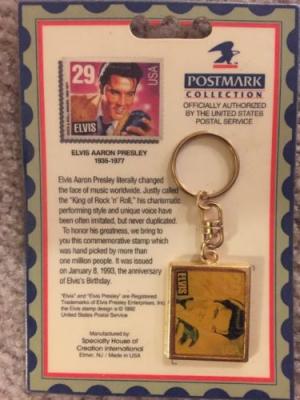 29
USA
ELVIS
POSTMARK
COLLECTION
OFFICIALLY AUTHORIZED
BY THE UNITED STATES
POSTAL SERVICE
ELVIS AARON PRESLEY
1935-1977
Elvis Aaron Presley literally changed
the face of music worldwide. Justly called
the "King of Rock 'n' Roll," his charismatic
performing style and unique voice have
been often imitated, but never duplicated.
To honor his greatness, we bring to
you this commemorative stamp which
was hand picked by more than
one million people. It was issued
on January 8, 1993, the anniversary
of Elvis's Birthday.
"Elvis" and "Elvis Presley" are Registered
Trademarks of Elvis Presley Enterprises, Inc.
the Elvis stamp design © 1992
United States Postal Service
Manufactured by:
Specialty House of
Creation International
Elmer, NJ / Made in USA
ELVIS